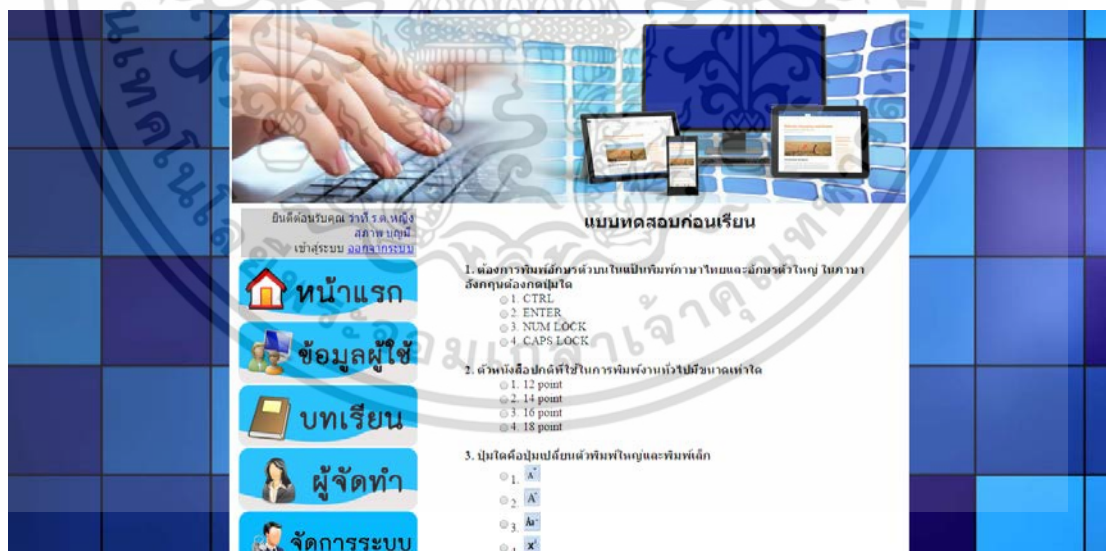 ยินดีต้อนรับคุณ ว่าที่ ร.ต.หญิง
สุภาพ บุญมี
เข้าสู่ระบบ ออกจากระบบ
หน้าแรก
ข้อมูลผู้ใช้
บทเรียน
ผู้จัดทำ
จัดการระบบ
แบบทดสอบก่อนเรียน
1. ต้องการพิมพ์อักษรตัวบนในแป้นพิมพ์ภาษาไทยและอักษรตัวใหญ่ ในภาษา
อังกฤษต้องกดปุ่มใด
1. CTRL
2. ENTER
3. NUM LOCK
4. CAPS LOCK
2. ตัวหนังสือปกติที่ใช้ในการพิมพ์งานทั่วไปมีขนาดเท่าใด
1. 12 point
2. 14 point
3. 16 point
4. 18 point
3. ปุ่มใดคือปุ่มเปลี่ยนตัวพิมพ์ใหญ่และพิมพ์เล็ก
1. A
2. A
3. Aa
4. x